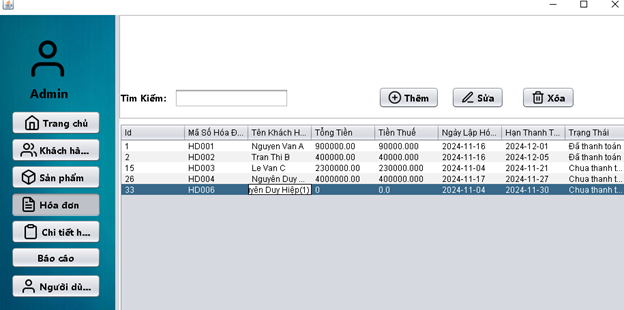 Admin
Trang chủ
Khách hà...
Sản phẩm
Hóa đơn
Chi tiết h...
Báo cáo
Người dù...
Tìm Kiếm:
Thêm
Sửa
Xóa
Id Mã Số Hóa Đ... Tên Khách H... Tổng Tiền Tiền Thuế Ngày Lập Hó... Hạn Thanh T... Trạng Thái
1 HD001 Nguyen Van A 900000.00 90000.000 2024-11-16 2024-12-01 Đã thanh toán
2 HD002 Tran Thi B 400000.00 40000.000 2024-11-16 2024-12-05 Đã thanh toán
15 HD003 Le Van C 2300000.00 230000.000 2024-11-04 2024-11-21 Chua thanh t...
26 HD004 Nguyên Duy ... 4000000.00 400000.000 2024-11-17 2024-11-27 Chua thanh t...
33 HD006 yên Duy Hiệp(1) 0 0.0 2024-11-04 2024-11-30 Chua thanh t...